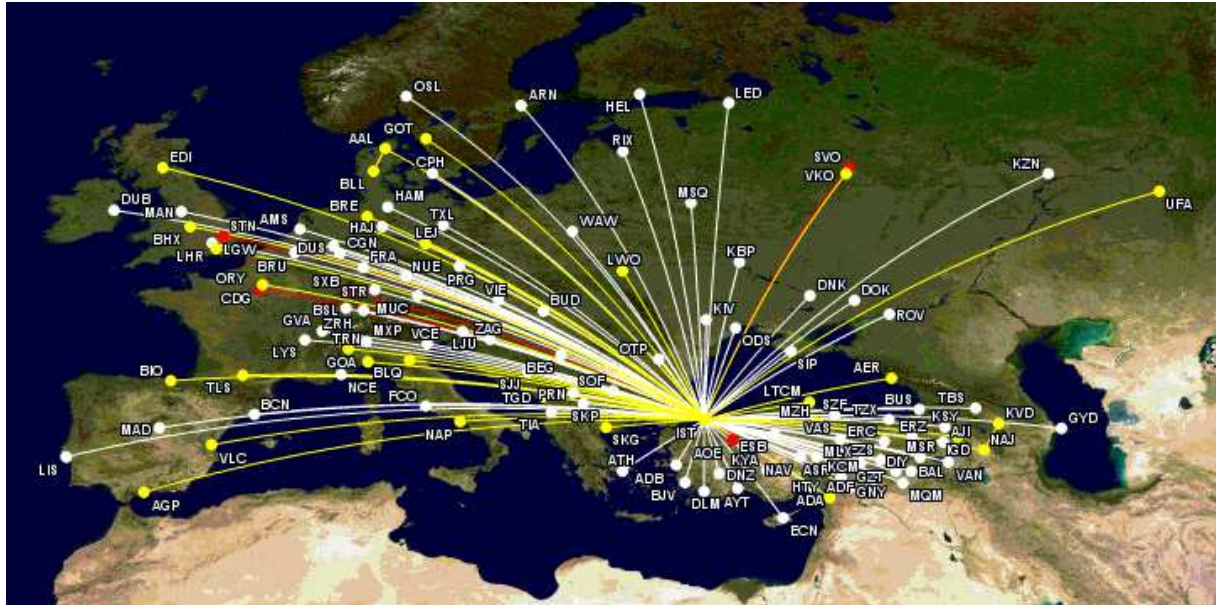 OSL
ARN
HEL
LED
GOT
AAL
RIX
EDI
CPH
SVO
KZN
VKO
BLL
UFA
DUB
MAN
BRE
HAM
TXL
MSQ
AMS
STN
HAJ
LEJ
WAW
BHX
LGW
DUS
CGN
LHR
BRU
FRA
NUE
PRG
LWO
KBP
ORY
CDG
SXB
STR
VIE
BUD
DNK
DOK
BSL
MUC
KIV
ROV
GVA
ZRH
MXP
VCE
ZAG
ODS
LYS
TRN
LJU
OTP
SIP
GOA
BLQ
BEG
AER
BIO
TLS
NCE
SJJ
PRN
SOF
LTCM
BCN
FCO
TGD
SKP
MZH
SZF
TZX
BUS
TBS
KSY
KVD
GYD
MAD
NAP
TIA
SKG
IST
VAS
ERC
ERZ
AJI
NAJ
LIS
VLC
ATH
AOE
ESB
KYA
MLX
EZS
MSR
IGD
ADB
DNZ
NAV
ASR
KCM
GZT
DIY
BAL
VAN
AGP
BJV
DLM
AYT
HTY
ADA
ADF
GNY
MQM
ECN